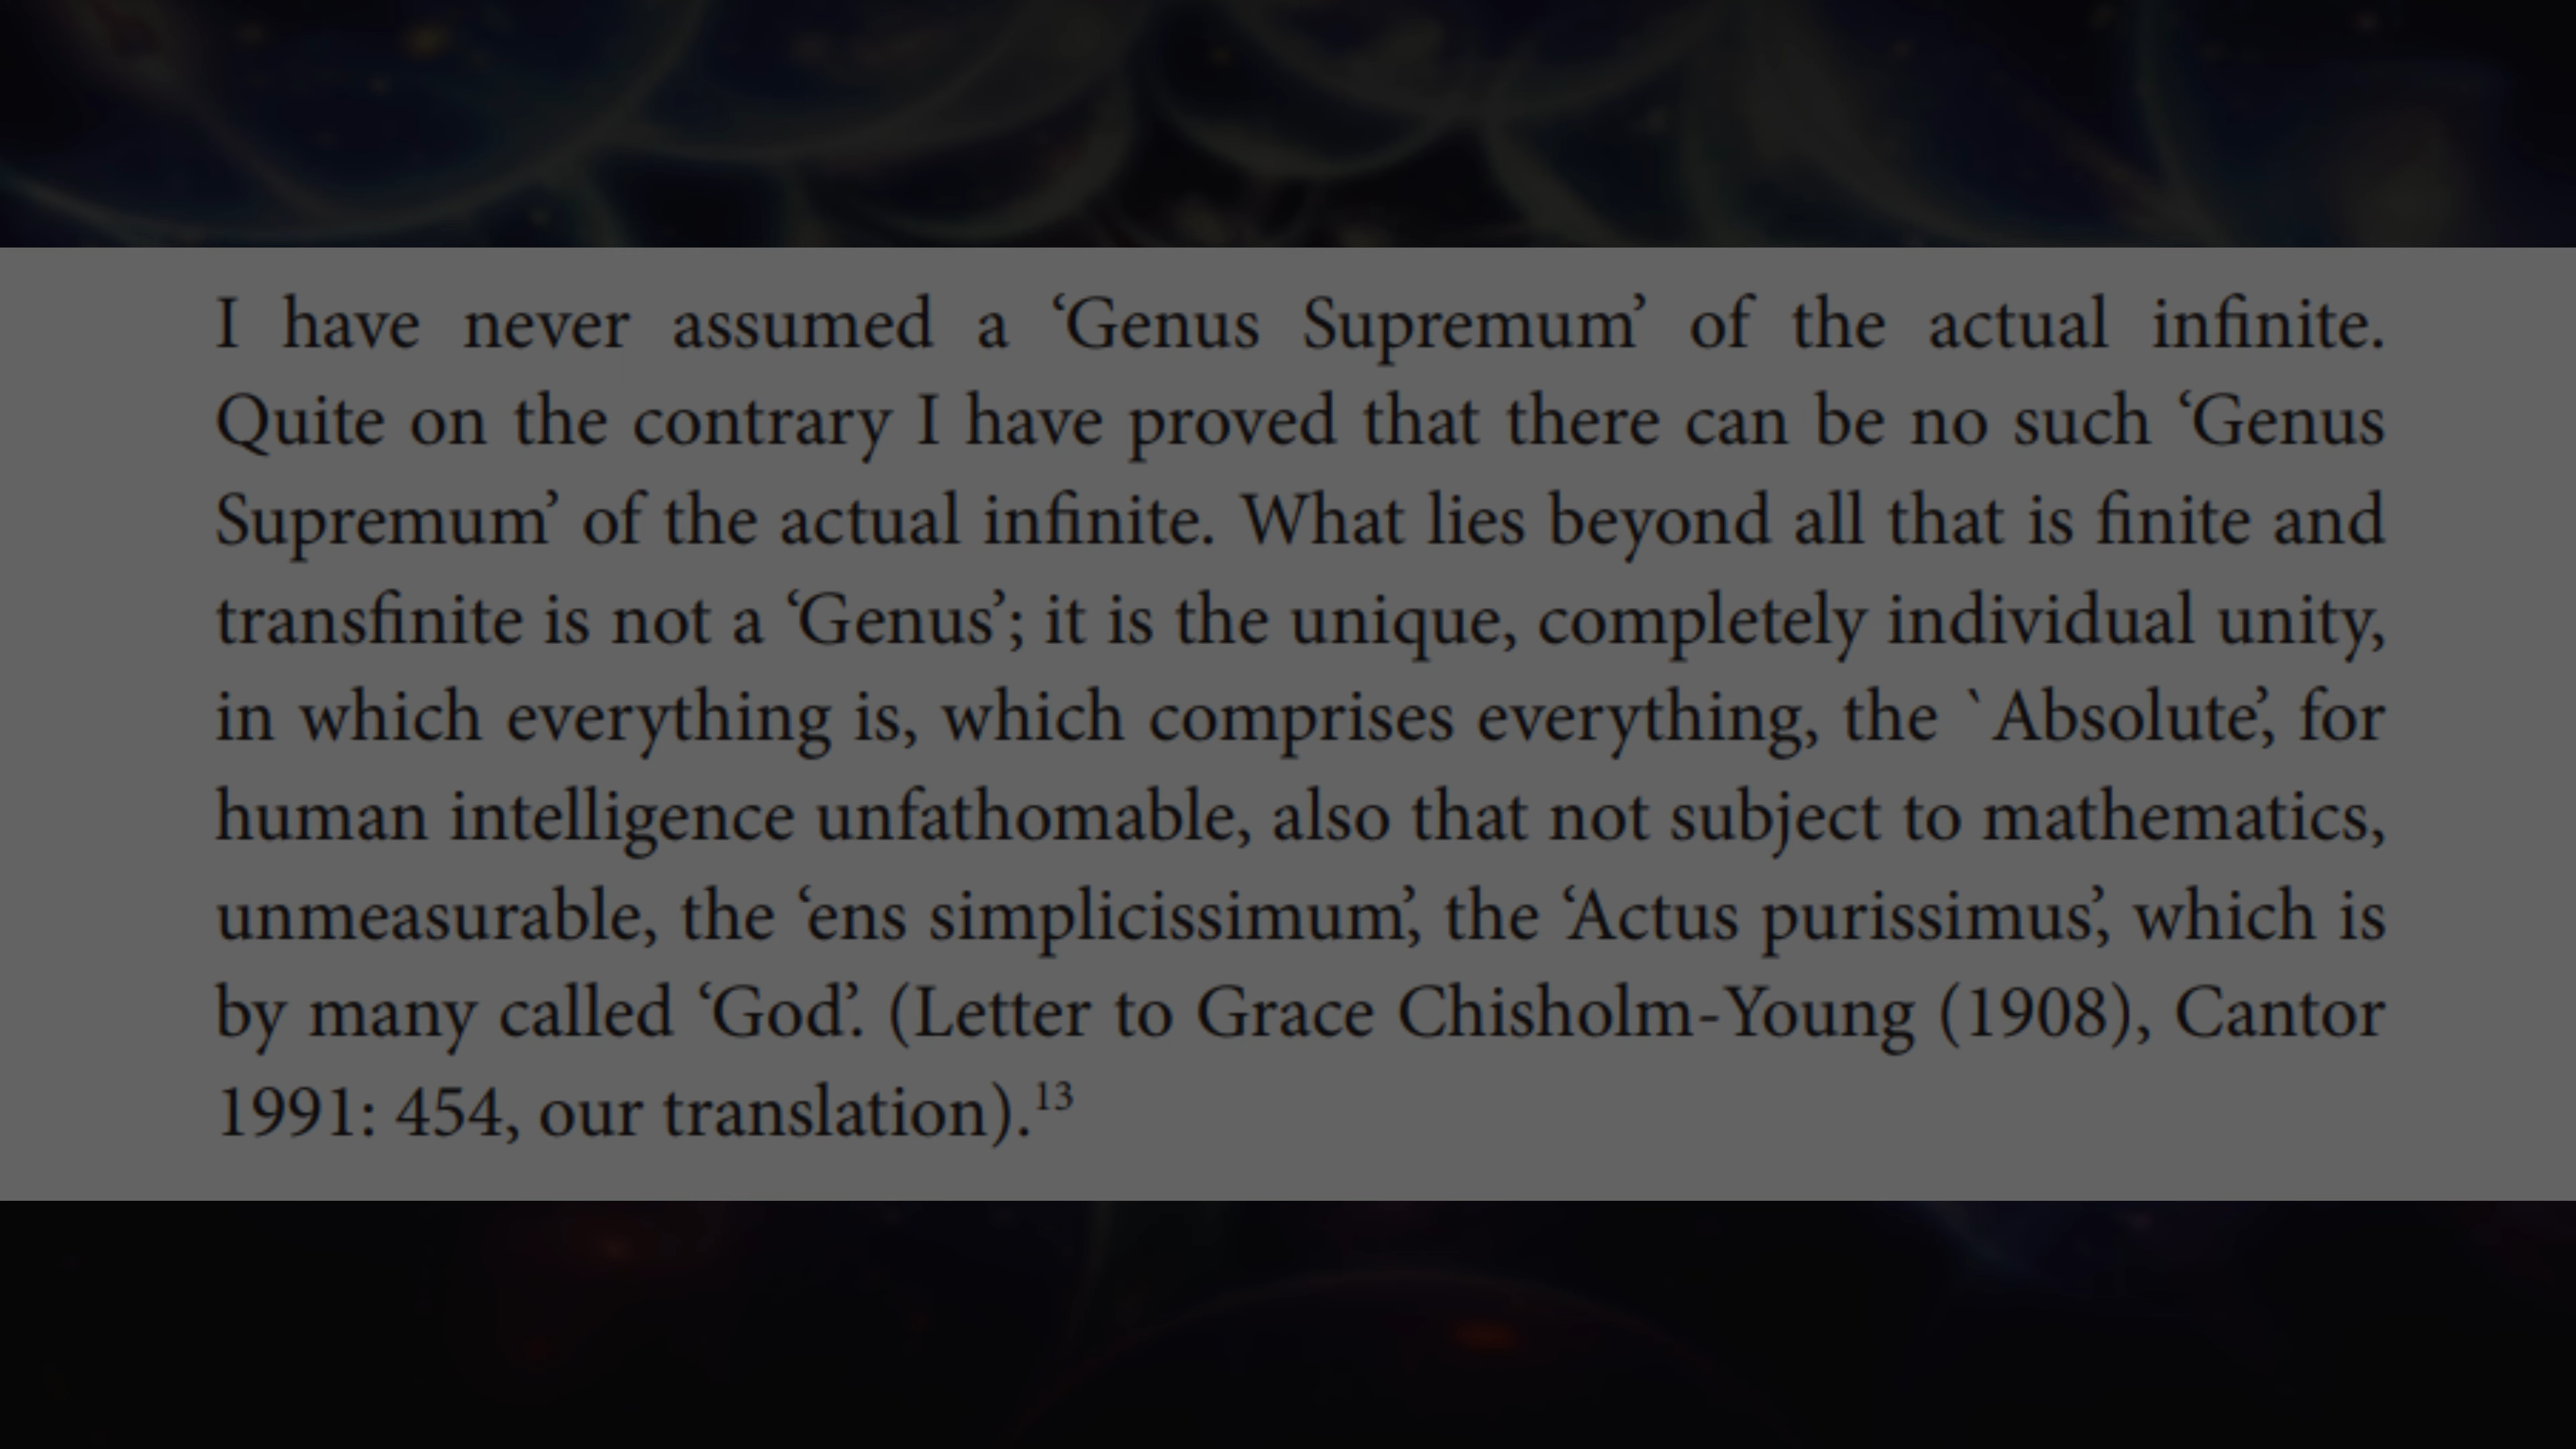 I have never assumed a ‘Genus Supremum’ of the actual infinite.
Quite on the contrary I have proved that there can be no such ‘Genus
Supremum’ of the actual infinite. What lies beyond all that is finite and
transfinite is not a ‘Genus’; it is the unique, completely individual unity,
in which everything is, which comprises everything, the `Absolute’, for
human intelligence unfathomable, also that not subject to mathematics,
unmeasurable, the ‘ens simplicissimum’, the ‘Actus purissimus’, which is
by many called ‘God’. (Letter to Grace Chisholm-Young (1908), Cantor
1991: 454, our translation).¹³